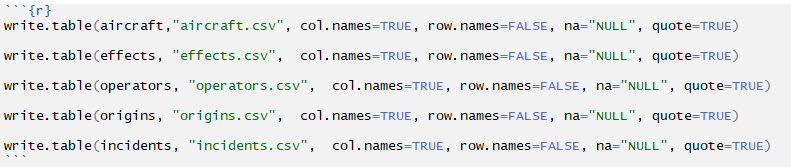 ```{r}
write.table(aircraft,"aircraft.csv", col.names=TRUE, row.names=FALSE, na="NULL", quote=TRUE)
write.table(effects, "effects.csv",  col.names=TRUE, row.names=FALSE, na="NULL", quote=TRUE)
write.table(operators, "operators.csv",  col.names=TRUE, row.names=FALSE, na="NULL", quote=TRUE)
write.table(origins, "origins.csv",  col.names=TRUE, row.names=FALSE, na="NULL", quote=TRUE)
write.table(incidents, "incidents.csv",  col.names=TRUE, row.names=FALSE, na="NULL", quote=TRUE)
```